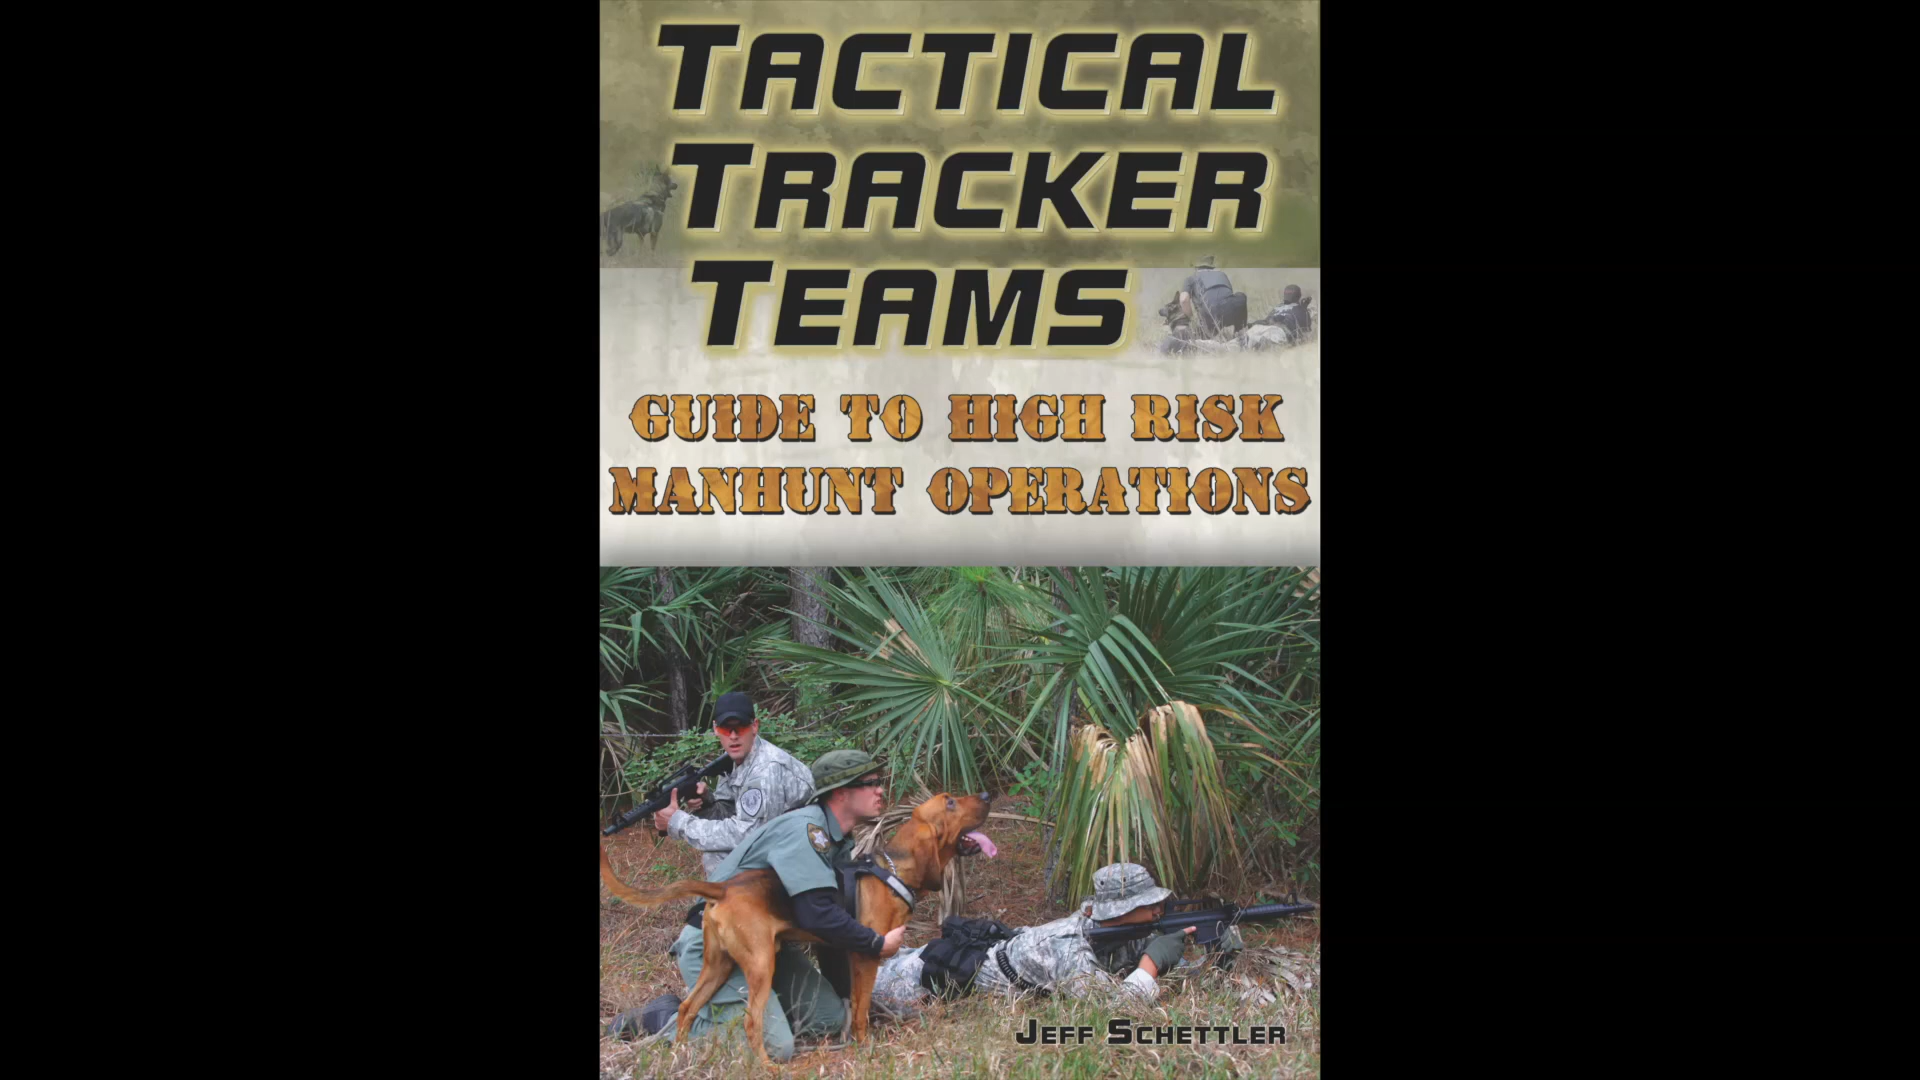 TACTICAL
TRACKER
TEAMS
GUIDE TO HIGH RISK
MANHUNT OPERATIONS
JEFF SCHETTLER